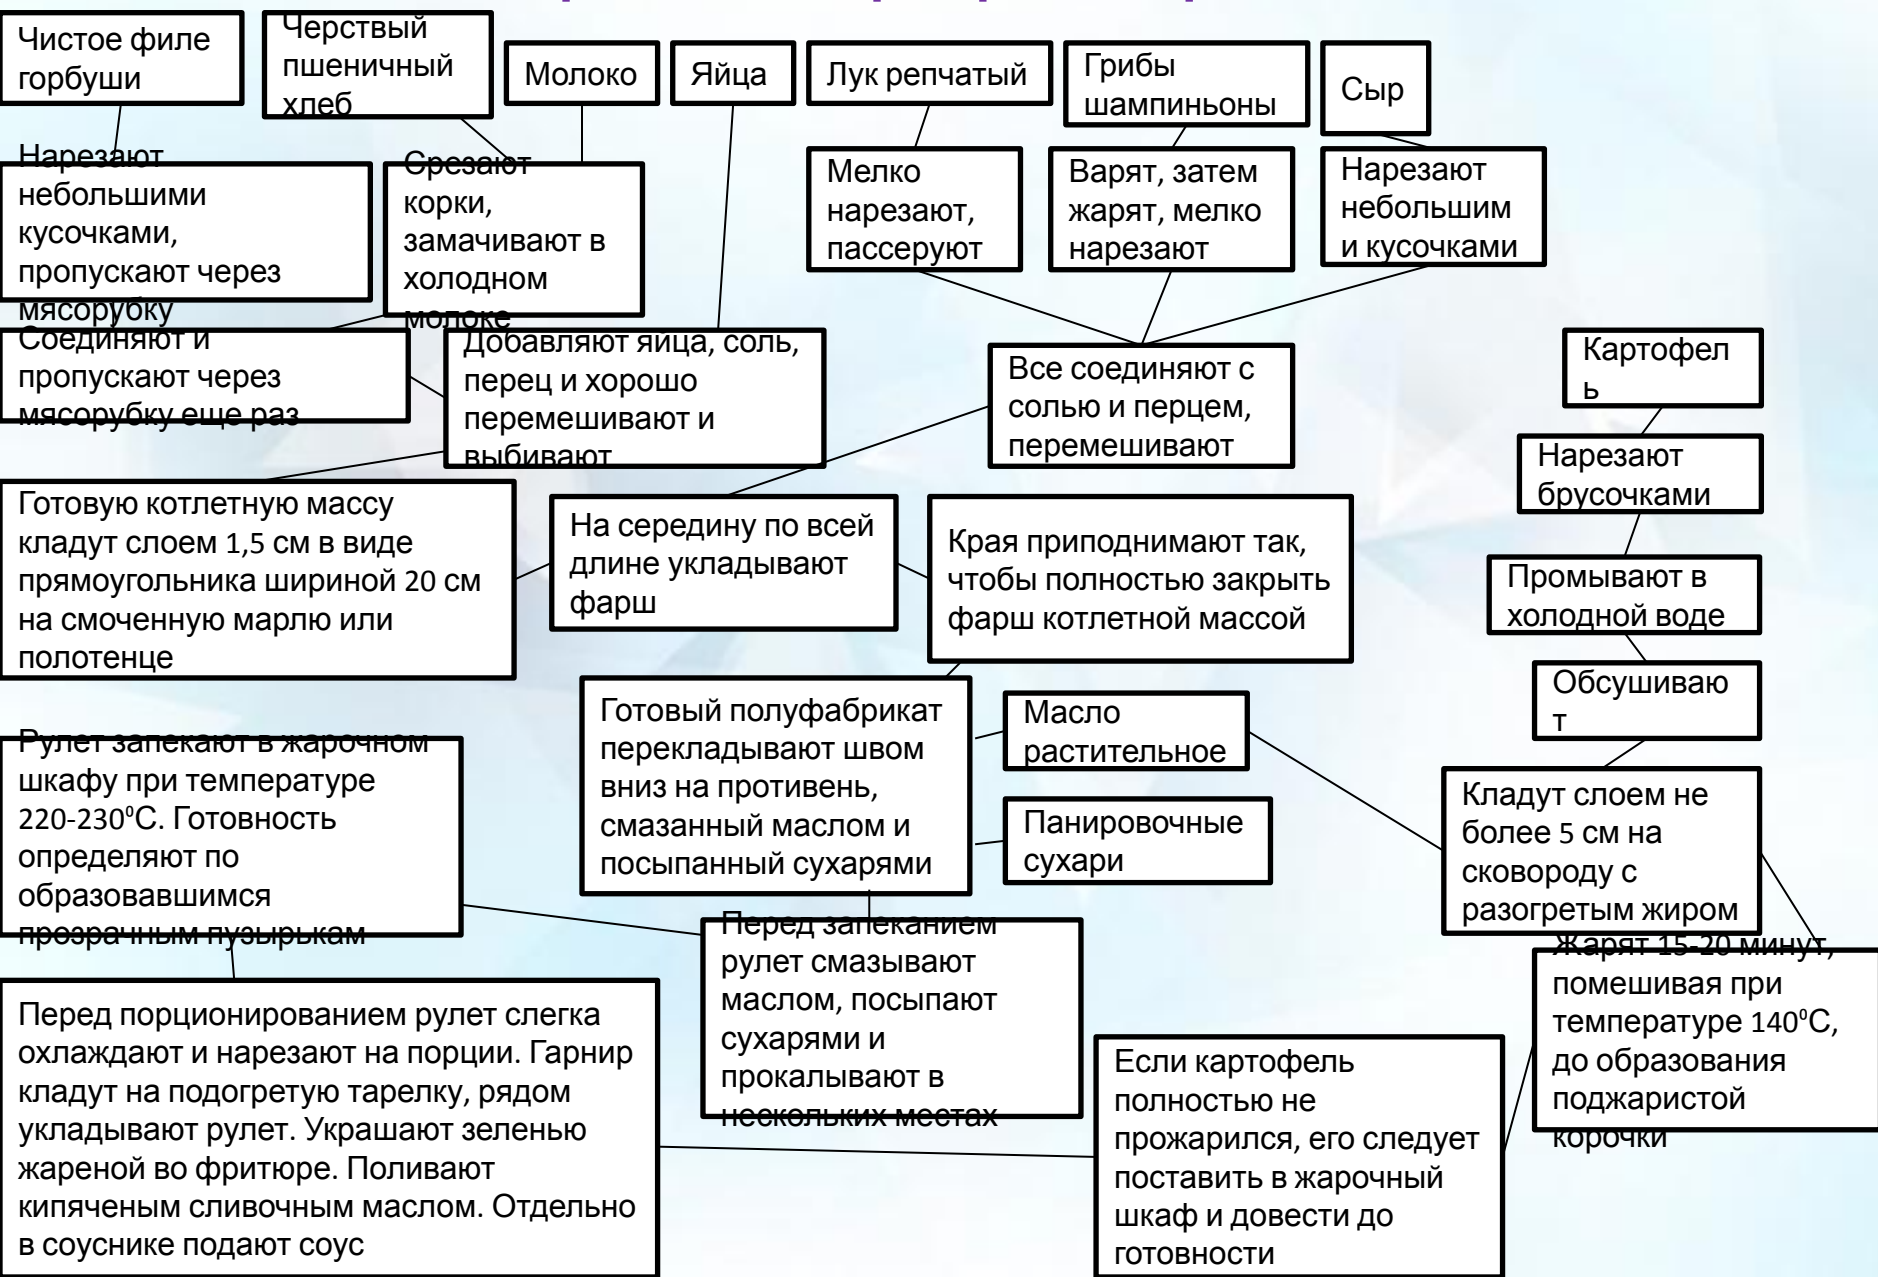 Чистое филе
горбуши
Черствый
пшеничный
хлеб
Молоко
Яйца
Лук репчатый
Грибы
шампиньоны
Сыр
Нарезают
небольшими
кусочками,
пропускают через
мясорубку
Срезают
корки,
замачивают в
холодном
молоке
Мелко
нарезают,
пассеруют
Варят, затем
жарят, мелко
нарезают
Нарезают
небольшим
и кусочками
Соединяют и
пропускают через
мясорубку еще раз
Добавляют яйца, соль,
перец и хорошо
перемешивают и
выбивают
Все соединяют с
солью и перцем,
перемешивают
Картофел
ь
Нарезают
брусочками
Готовую котлетную массу
кладут слоем 1,5 см в виде
прямоугольника шириной 20 см
на смоченную марлю или
полотенце
На середину по всей
длине укладывают
фарш
Края приподнимают так,
чтобы полностью закрыть
фарш котлетной массой
Промывают в
холодной воде
Обсушиваю
т
Готовый полуфабрикат
перекладывают швом
вниз на противень,
смазанный маслом и
посыпанный сухарями
Масло
растительное
Панировочные
сухари
Кладут слоем не
более 5 см на
сковороду с
разогретым жиром
Рулет запекают в жарочном
шкафу при температуре
220-230⁰С. Готовность
определяют по
образовавшимся
прозрачным пузырькам
Перед запеканием
рулет смазывают
маслом, посыпают
сухарями и
прокалывают в
нескольких местах
Жарят 15-20 минут,
помешивая при
температуре 140⁰С,
до образования
поджаристой
корочки
Перед порционированием рулет слегка
охлаждают и нарезают на порции. Гарнир
кладут на подогретую тарелку, рядом
укладывают рулет. Украшают зеленью
жареной во фритюре. Поливают
кипяченым сливочным маслом. Отдельно
в соуснике подают соус
Если картофель
полностью не
прожарился, его следует
поставить в жарочный
шкаф и довести до
готовности